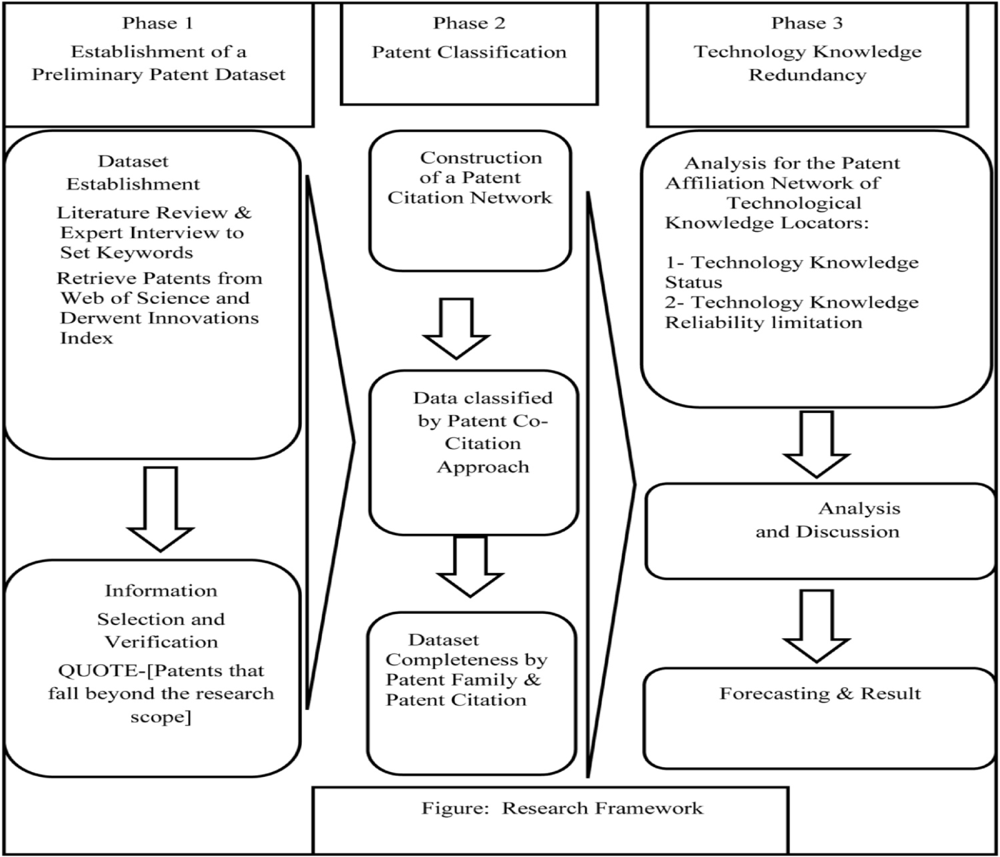 Phase 1
Establishment of a
Preliminary Patent Dataset
Dataset
Establishment
Literature Review &
Expert Interview to
Set Keywords
Retrieve Patents from
Web of Science and
Derwent Innovations
Index
Information
Selection and
Verification
QUOTE-[Patents that
fall beyond the research
scope]
Phase 2
Patent Classification
Construction
of a Patent
Citation Network
Data classified
by Patent Co-
Citation
Approach
Dataset
Completeness by
Patent Family &
Patent Citation
Phase 3
Technology Knowledge
Redundancy
Analysis for the Patent
Affiliation Network of
Technological
Knowledge Locators:
1- Technology Knowledge
Status
2- Technology Knowledge
Reliability limitation
Analysis
and Discussion
Forecasting & Result
Figure: Research Framework